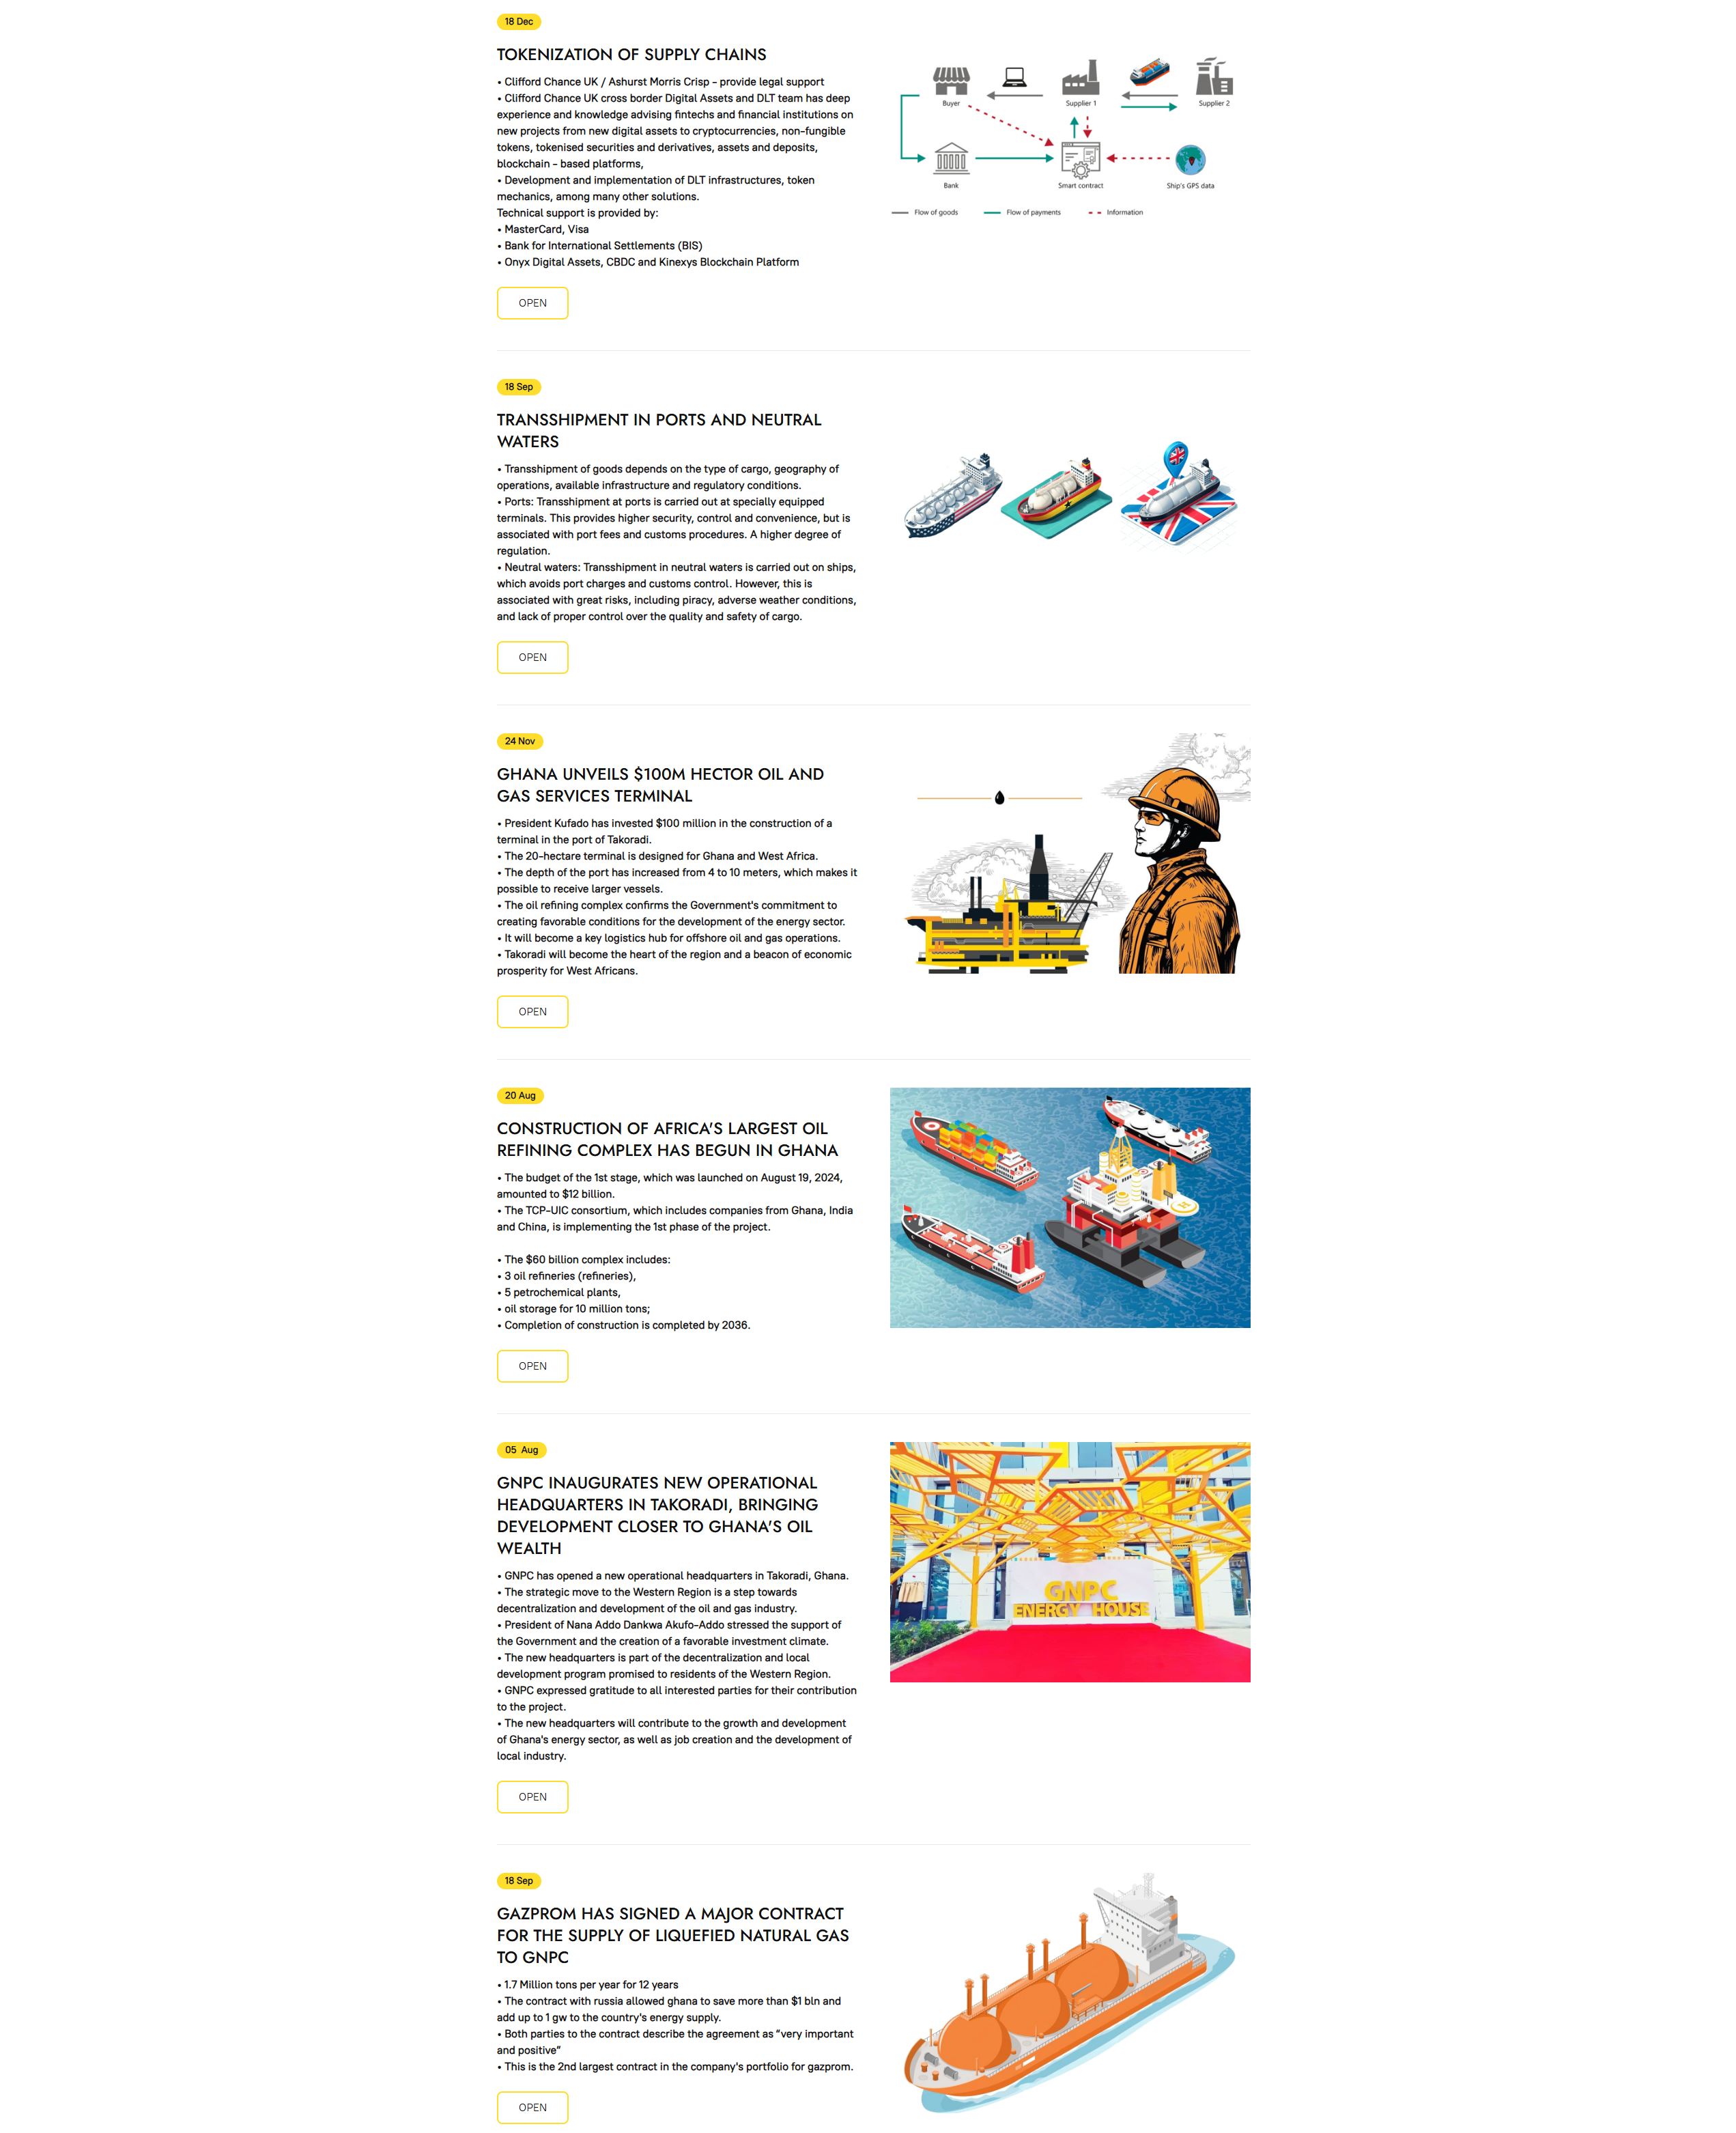 18 Dec
TOKENIZATION OF SUPPLY CHAINS
• Clifford Chance UK / Ashurst Morris Crisp - provide legal support
• Clifford Chance UK cross border Digital Assets and DLT team has deep
experience and knowledge advising fintechs and financial institutions on
new projects from new digital assets to cryptocurrencies, non-fungible
tokens, tokenised securities and derivatives, assets and deposits,
blockchain - based platforms,
• Development and implementation of DLT infrastructures, token
mechanics, among many other solutions.
Technical support is provided by:
• MasterCard, Visa
• Bank for International Settlements (BIS)
• Onyx Digital Assets, CBDC and Kinexys Blockchain Platform
OPEN
Buyer
Supplier 1
Supplier 2
Bank
Smart contract
Ship's GPS data
Flow of goods
Flow of payments
Information
18 Sep
TRANSSHIPMENT IN PORTS AND NEUTRAL
WATERS
• Transshipment of goods depends on the type of cargo, geography of
operations, available infrastructure and regulatory conditions.
• Ports: Transshipment at ports is carried out at specially equipped
terminals. This provides higher security, control and convenience, but is
associated with port fees and customs procedures. A higher degree of
regulation.
• Neutral waters: Transshipment in neutral waters is carried out on ships,
which avoids port charges and customs control. However, this is
associated with great risks, including piracy, adverse weather conditions,
and lack of proper control over the quality and safety of cargo.
OPEN
24 Nov
GHANA UNVEILS $100M HECTOR OIL AND
GAS SERVICES TERMINAL
• President Kufado has invested $100 million in the construction of a
terminal in the port of Takoradi.
• The 20-hectare terminal is designed for Ghana and West Africa.
• The depth of the port has increased from 4 to 10 meters, which makes it
possible to receive larger vessels.
• The oil refining complex confirms the Government's commitment to
creating favorable conditions for the development of the energy sector.
• It will become a key logistics hub for offshore oil and gas operations.
• Takoradi will become the heart of the region and a beacon of economic
prosperity for West Africans.
OPEN
20 Aug
CONSTRUCTION OF AFRICA'S LARGEST OIL
REFINING COMPLEX HAS BEGUN IN GHANA
• The budget of the 1st stage, which was launched on August 19, 2024,
amounted to $12 billion.
• The TCP-UIC consortium, which includes companies from Ghana, India
and China, is implementing the 1st phase of the project.
• The $60 billion complex includes:
• 3 oil refineries (refineries),
• 5 petrochemical plants,
• oil storage for 10 million tons;
• Completion of construction is completed by 2036.
OPEN
H
05 Aug
GNPC INAUGURATES NEW OPERATIONAL
HEADQUARTERS IN TAKORADI, BRINGING
DEVELOPMENT CLOSER TO GHANA'S OIL
WEALTH
• GNPC has opened a new operational headquarters in Takoradi, Ghana.
• The strategic move to the Western Region is a step towards
decentralization and development of the oil and gas industry.
• President of Nana Addo Dankwa Akufo-Addo stressed the support of
the Government and the creation of a favorable investment climate.
• The new headquarters is part of the decentralization and local
development program promised to residents of the Western Region.
• GNPC expressed gratitude to all interested parties for their contribution
to the project.
• The new headquarters will contribute to the growth and development
of Ghana's energy sector, as well as job creation and the development of
local industry.
OPEN
GNPC
ENERGY HOUSE
18 Sep
GAZPROM HAS SIGNED A MAJOR CONTRACT
FOR THE SUPPLY OF LIQUEFIED NATURAL GAS
TO GNPC
• 1.7 Million tons per year for 12 years
• The contract with russia allowed ghana to save more than $1 bln and
add up to 1 gw to the country's energy supply.
• Both parties to the contract describe the agreement as “very important
and positive”
• This is the 2nd largest contract in the company's portfolio for gazprom.
OPEN